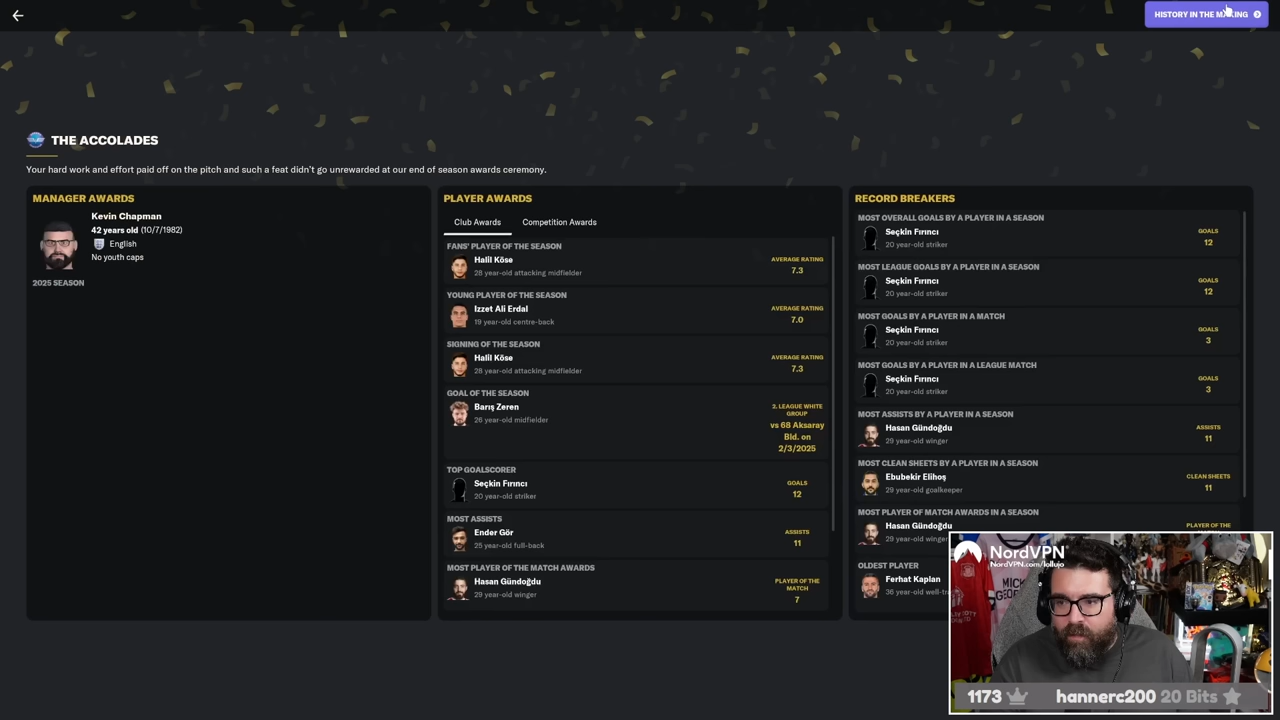 HISTORY IN THE MAKING
THE ACCOLADES
Your hard work and effort paid off on the pitch and such a feat didn't go unrewarded at our end of season awards ceremony.
MANAGER AWARDS
Kevin Chapman
42 years old (10/7/1982)
English
No youth caps
2025 SEASON
PLAYER AWARDS
Club Awards
Competition Awards
FANS' PLAYER OF THE SEASON
Halil Köse
28 year-old attacking midfielder
AVERAGE RATING
7.3
YOUNG PLAYER OF THE SEASON
Izzet Ali Erdal
19 year-old centre-back
AVERAGE RATING
7.0
SIGNING OF THE SEASON
Halil Köse
28 year-old attacking midfielder
AVERAGE RATING
7.3
GOAL OF THE SEASON
Barış Zeren
26 year-old midfielder
2. LEAGUE WHITE
GROUP
vs 68 Aksaray
Bld. on
2/3/2025
TOP GOALSCORER
Seçkin Fırıncı
20 year-old striker
GOALS
12
MOST ASSISTS
Ender Gör
25 year-old full-back
ASSISTS
11
MOST PLAYER OF THE MATCH AWARDS
Hasan Gündoğdu
29 year-old winger
PLAYER OF THE
MATCH
7
RECORD BREAKERS
MOST OVERALL GOALS BY A PLAYER IN A SEASON
Seçkin Fırıncı
20 year-old striker
GOALS
12
MOST LEAGUE GOALS BY A PLAYER IN A SEASON
Seçkin Fırıncı
20 year-old striker
GOALS
12
MOST GOALS BY A PLAYER IN A MATCH
Seçkin Fırıncı
20 year-old striker
GOALS
3
MOST GOALS BY A PLAYER IN A LEAGUE MATCH
Seçkin Fırıncı
20 year-old striker
GOALS
3
MOST ASSISTS BY A PLAYER IN A SEASON
Hasan Gündoğdu
29 year-old winger
ASSISTS
11
MOST CLEAN SHEETS BY A PLAYER IN A SEASON
Ebubekir Elihoş
29 year-old goalkeeper
CLEAN SHEETS
11
MOST PLAYER OF MATCH AWARDS IN A SEASON
Hasan Gündoğdu
29 year-old winger
PLAYER OF THE
OLDEST PLAYER
Ferhat Kaplan
36 year-old
NordVPN
NordVPN.com/lollujo
1173
hannerc200 20 Bits